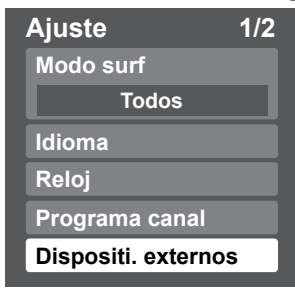 Ajuste 1/2
Modo surf
Todos
Idioma
Reloj
Programa canal
Dispositi. externos